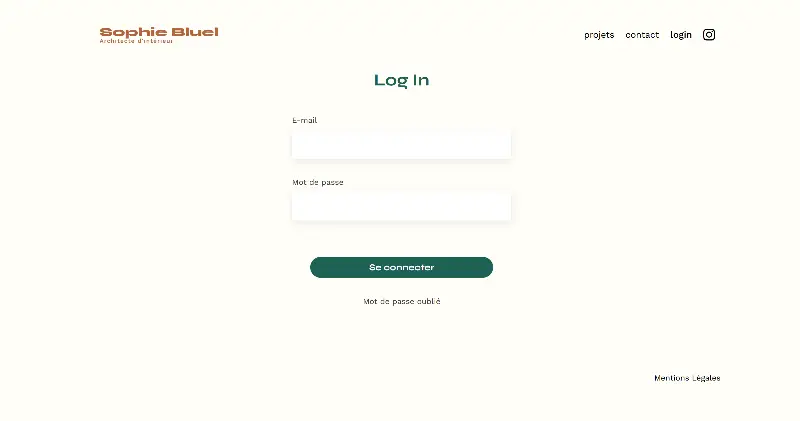 Sophie Bluel
Architecte d'intérieur
projets contact login
Log In
E-mail
Mot de passe
Se connecter
Mot de passe oublié
Mentions Légales